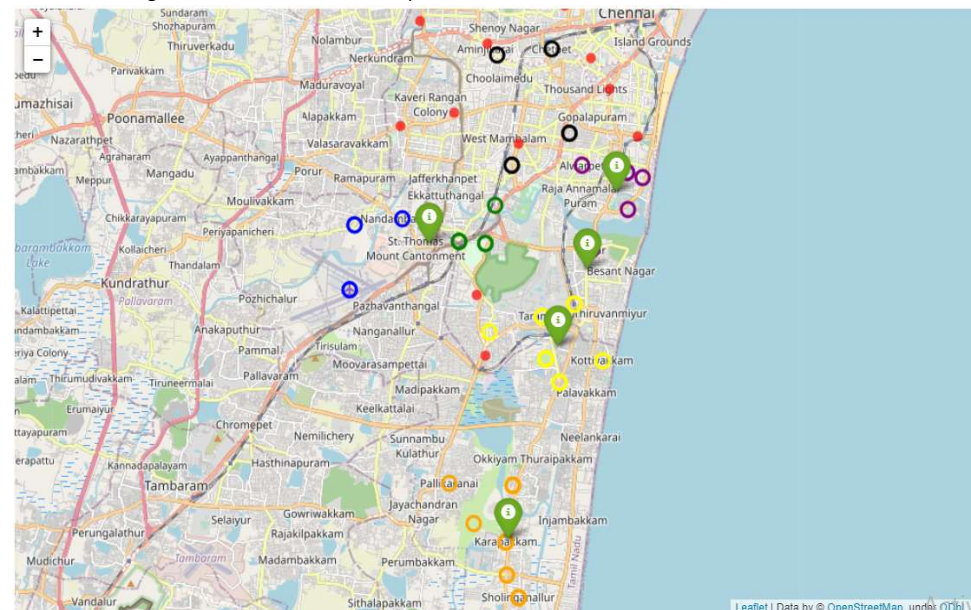 Chennai
Sundaram
Shozhapuram
Shenoy Nagar
Nolambur
Island Grounds
Thiruverkadu
Nerkundram
Chetpet
Parivakkam
Choolaimedu
Maduravoyal
Thousand Lights
Kaveri Rangan
Colony
Poonamallee
Alapakkam
Gopalapuram
Nazarathpet
Valasaravakkam
West Mambalam
Agraharam
Ayappanthangal
Mangadu
Porur
Ramapuram
Jafferkhanpet
Meppur
Raja Annamalai
Puram
Moulivakkam
Ekkattuthangal
Chikkarayapuram
Periyapanicheri
St. Thomas
Mount Cantonment
Kollaicheri
Thandalam
Lake
Besant Nagar
Kundrathur
Pallavaram
Pozhichalur
Pazhavanthangal
Kalattipettai
Anakaputhur
Nanganallur
Thiruvanmiyur
Pammal
Tirisulam
Moovarasampettai
Kottivakkam
Thirumudivakkam
Tiruneermalai
Pallavaram
Madipakkam
Palavakkam
Erumaiyur
Keelkattalai
Chromepet
Nemilichery
Sunnambu
Kulathur
Neelankarai
Kannadapalayam
Hasthinapuram
Okkiyam Thuraipakkam
Tambaram
Pallikaranai
Jayachandran
Nagar
Selaiyur
Gowriwakkam
Injambakkam
Perungalathur
Rajakilpakkam
Karapakkam
Mudichur
Tambaram
Madambakkam
Perumbakkam
Tamil Nadu
Vandalur
Sithalapakkam
Sholinganallur
Leaflet | Data by © OpenStreetMap, under ODbL